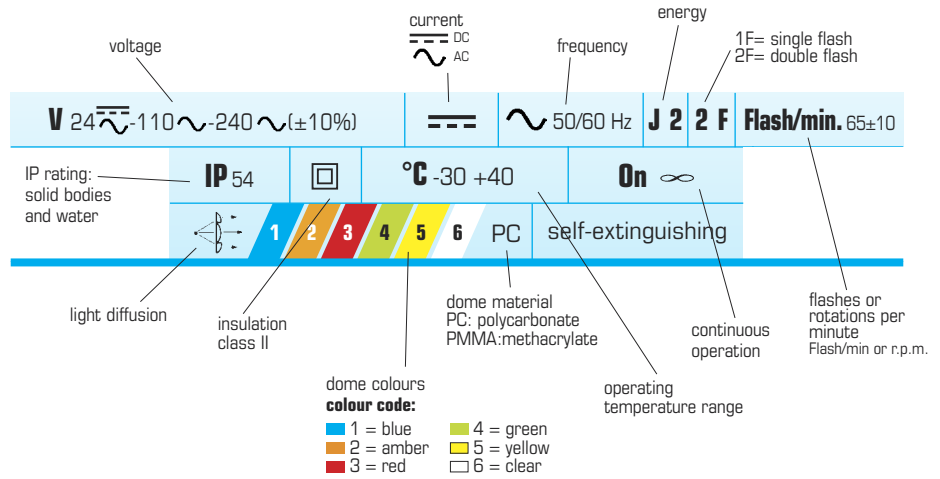 current
DC
AC
voltage
frequency
energy
1F= single flash
2F= double flash
V 24 -110 -240 (±10%)
50/60 Hz
J 2
2 F
Flash/min. 65±10
IP rating:
solid bodies
and water
IP 54
°C -30 +40
On ∞
1 2 3 4 5 6 PC
self-extinguishing
light diffusion
insulation
class II
dome material
PC: polycarbonate
PMMA:methacrylate
continuous
operation
flashes or
rotations per
minute
Flash/min or r.p.m.
operating
temperature range
dome colours
colour code:
1 = blue
2 = amber
3 = red
4 = green
5 = yellow
6 = clear